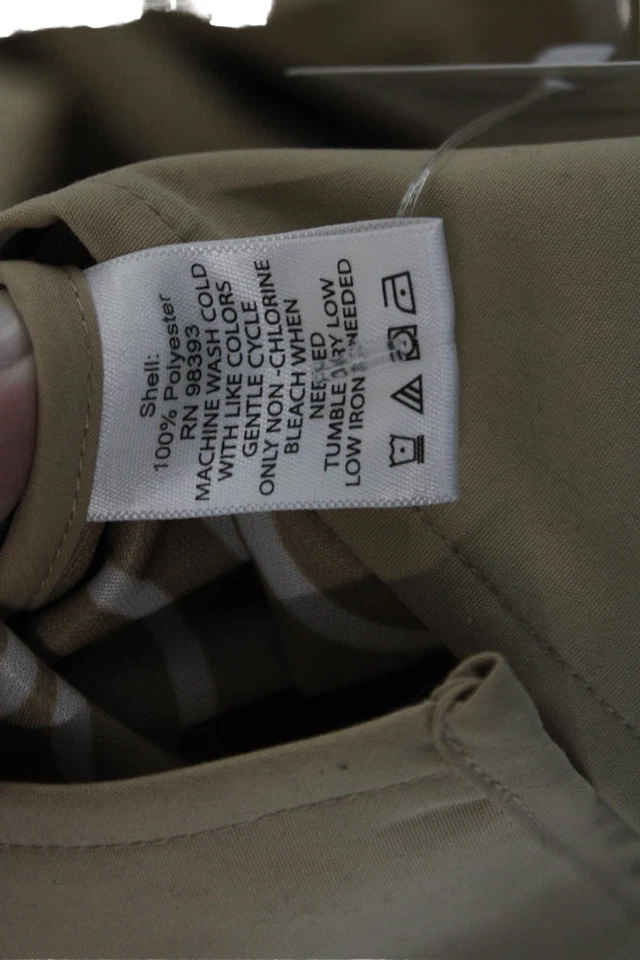 Shell:
100% Polyester
RN 98393
MACHINE WASH COLD
WITH LIKE COLORS
GENTLE CYCLE
ONLY NON -CHLORINE
BLEACH WHEN
NEEDED
TUMBLE DRY LOW
LOW IRON AS NEEDED